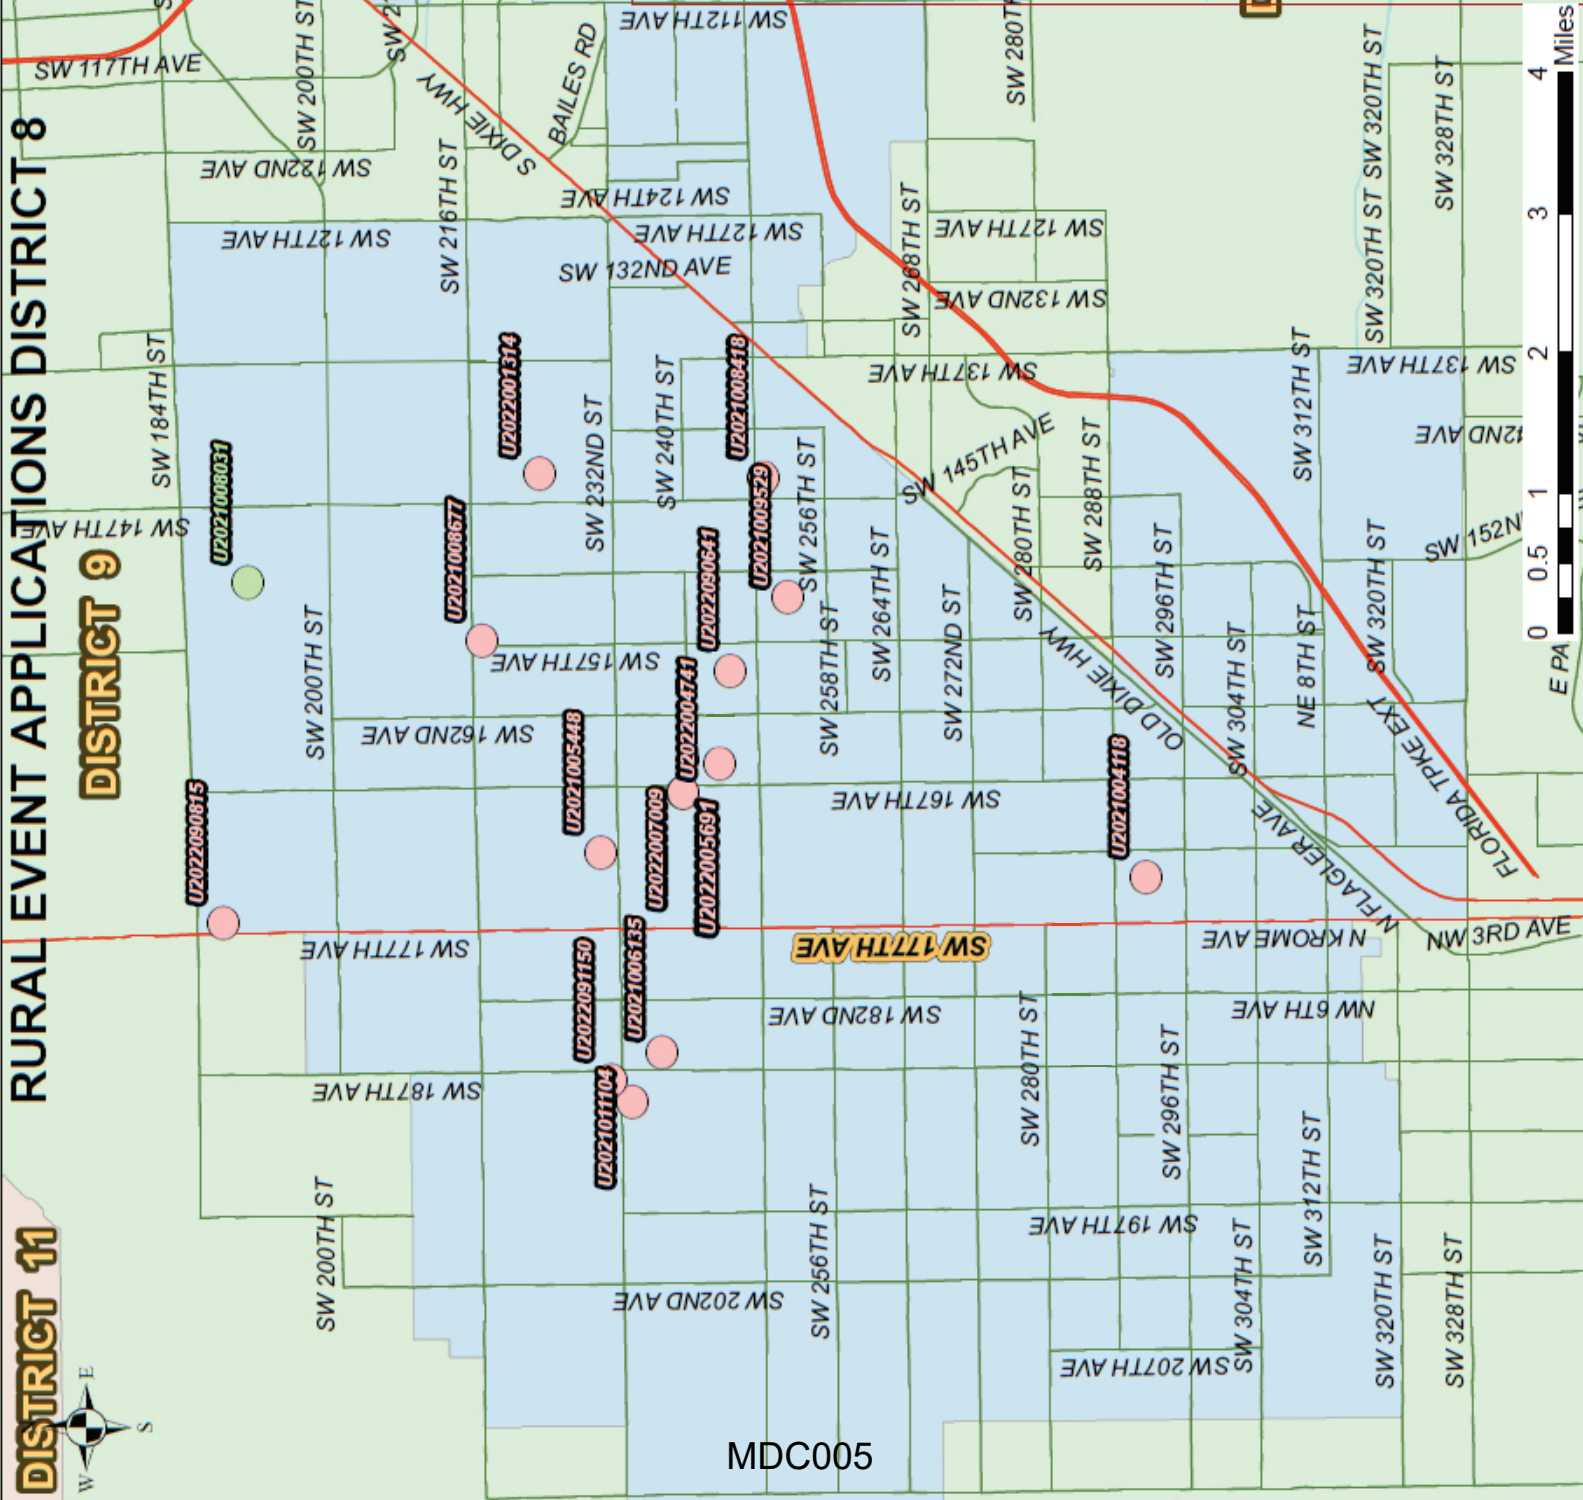 RURAL EVENT APPLICATIONS DISTRICT 8
DISTRICT 9
DISTRICT 11
SW 117TH AVE
SW 200TH ST
SW 122ND AVE
S DIXIE HWY
BAILES RD
SW 112TH AVE
SW 124TH AVE
SW 127TH AVE
SW 127TH AVE
SW 127TH AVE
SW 216TH ST
SW 132ND AVE
SW 132ND AVE
SW 268TH ST
SW 320TH ST
SW 320TH ST
SW 320TH ST
SW 328TH ST
SW 184TH ST
SW 147TH AVE
U2021008031
U2022001314
U2021008418
U2021008677
U2021009529
U2022090641
U2022004741
U2021005448
U2022007009
U2022005691
U2022090815
U2021004118
U2022091150
U2021006135
U2021011104
SW 232ND ST
SW 240TH ST
SW 137TH AVE
SW 137TH AVE
SW 145TH AVE
SW 256TH ST
SW 258TH ST
SW 264TH ST
SW 272ND ST
SW 280TH ST
SW 288TH ST
SW 296TH ST
SW 304TH ST
NE 8TH ST
SW 312TH ST
SW 320TH ST
SW 200TH ST
SW 157TH AVE
SW 162ND AVE
SW 167TH AVE
OLD DIXIE HWY
N FLAGLER AVE
FLORIDA TPKE EXT
SW 177TH AVE
SW 177TH AVE
N KROME AVE
NW 3RD AVE
SW 182ND AVE
NW 6TH AVE
SW 187TH AVE
SW 280TH ST
SW 296TH ST
SW 312TH ST
SW 197TH AVE
SW 200TH ST
SW 202ND AVE
SW 256TH ST
SW 304TH ST
SW 207TH AVE
SW 320TH ST
SW 328TH ST
0 0.5 1 2 3 4
Miles
W E S
MDC005